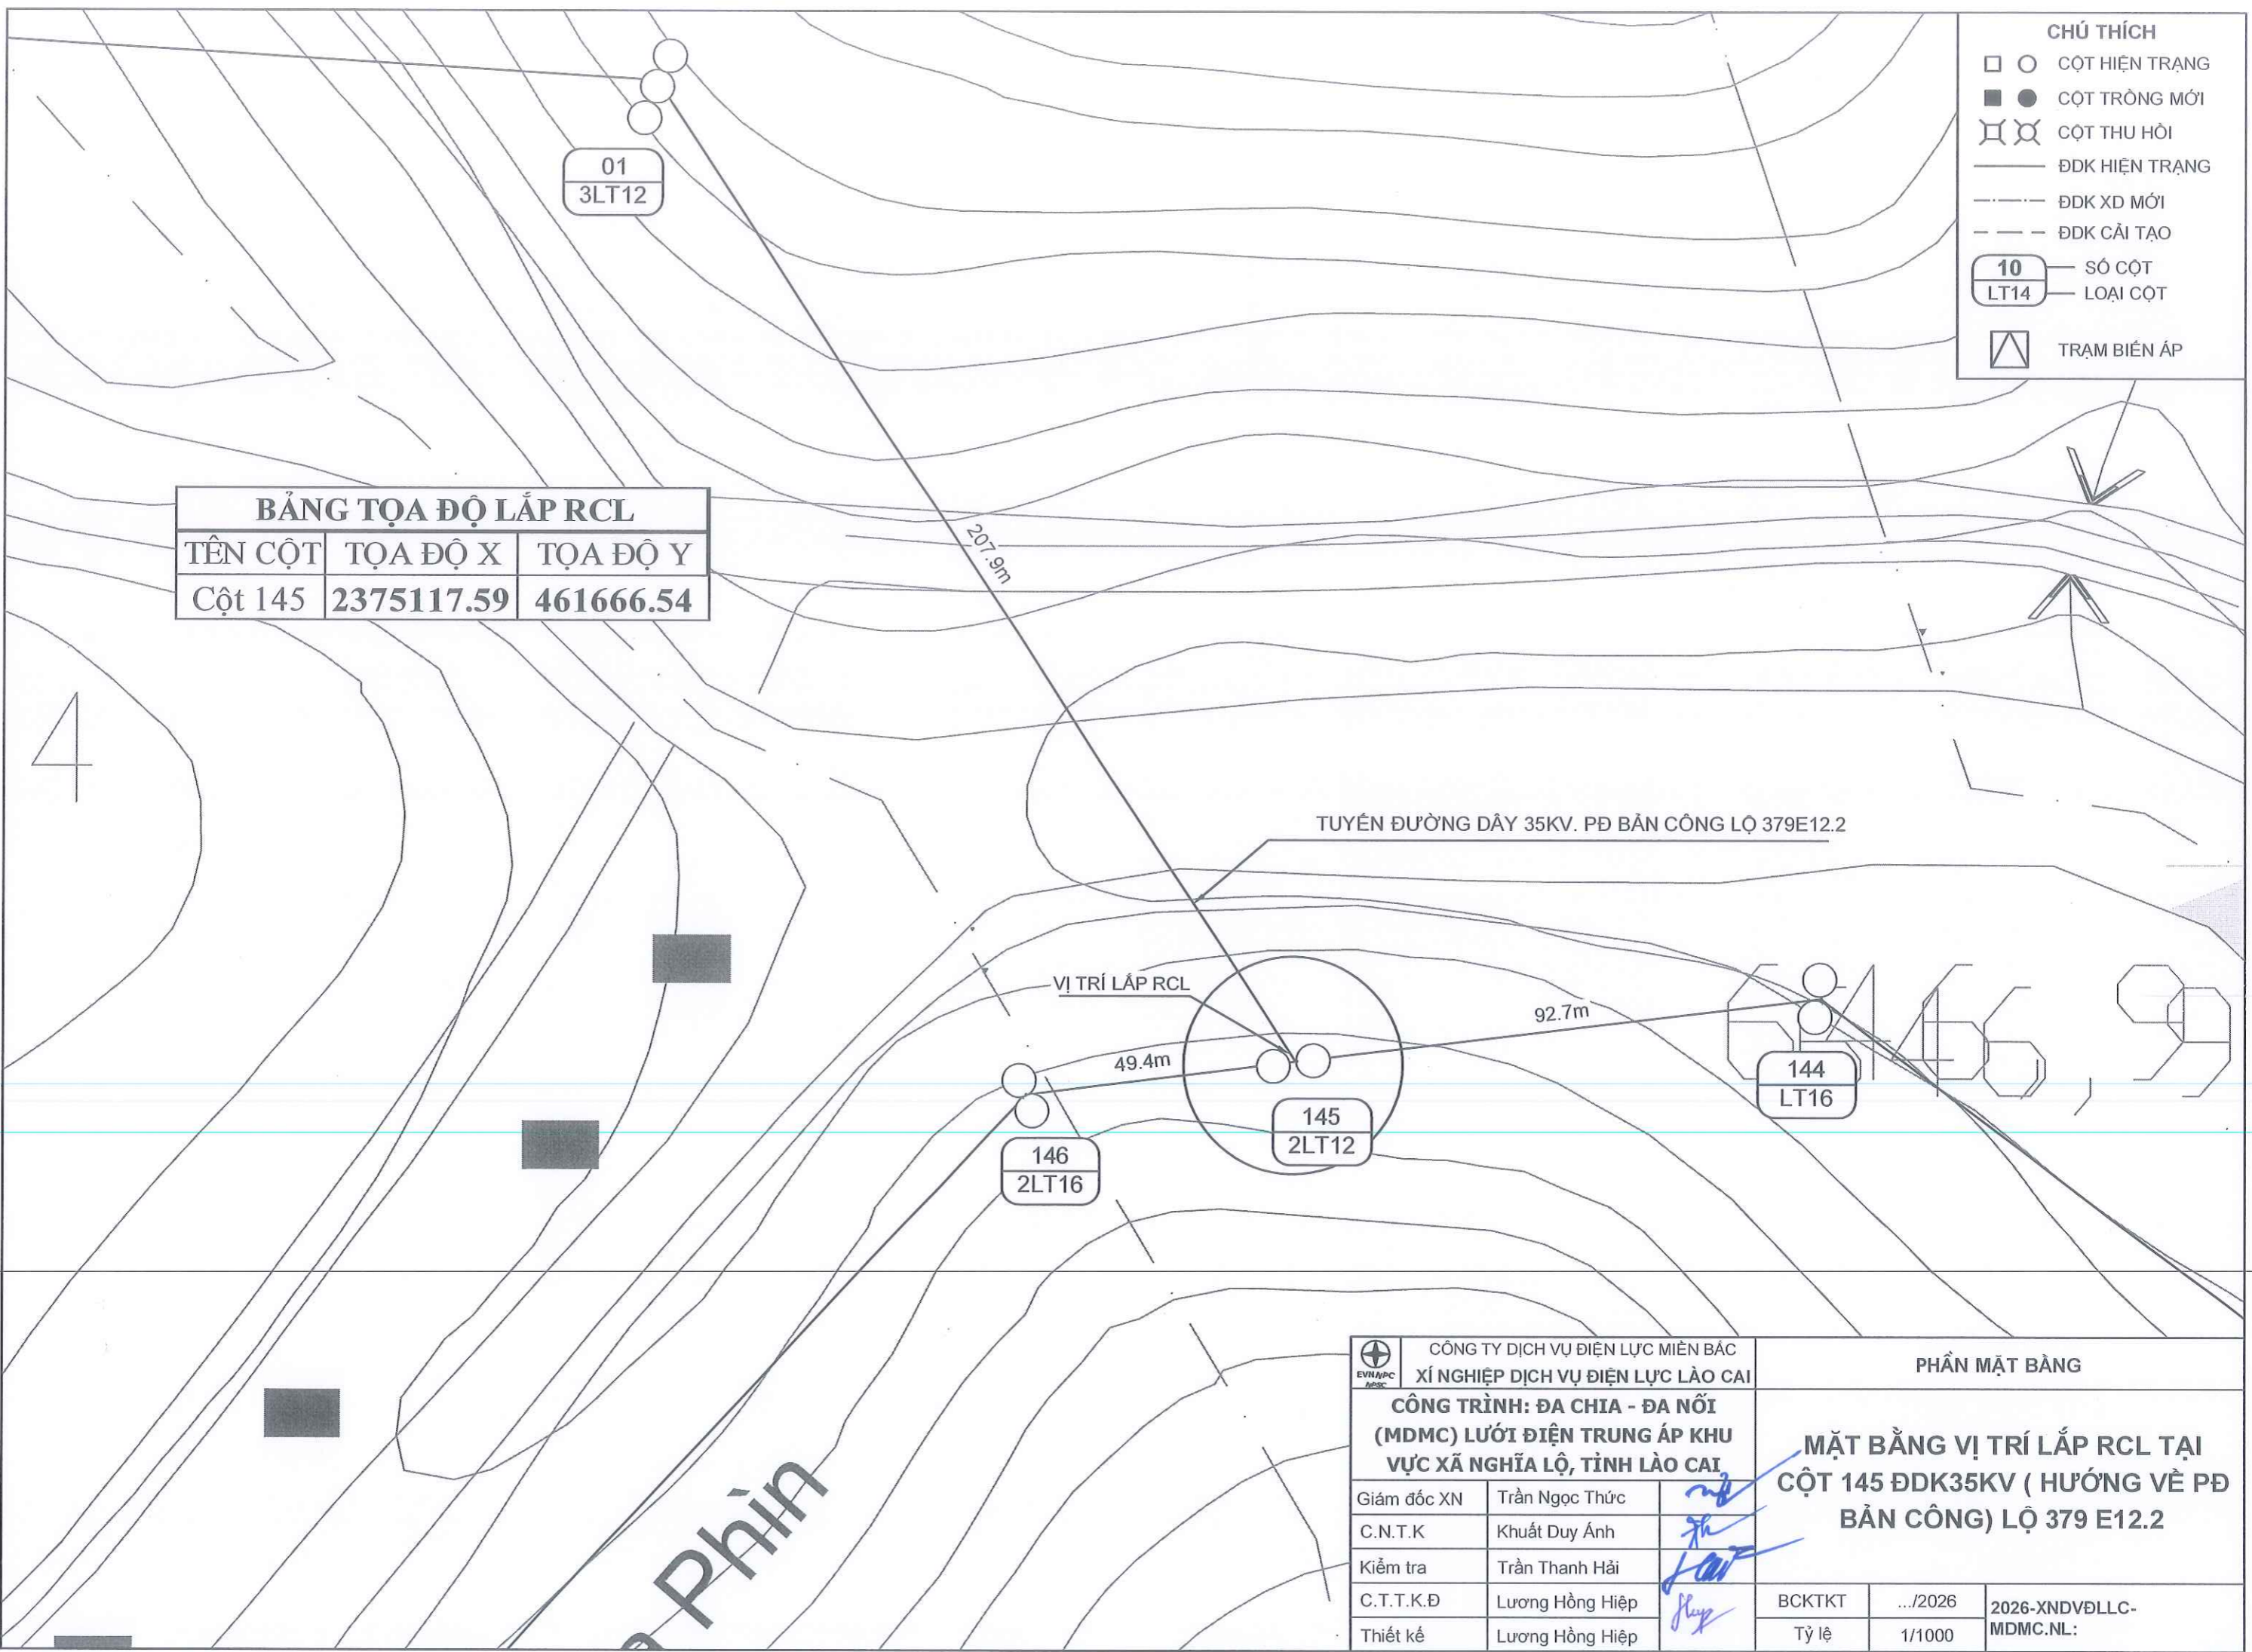 CHÚ THÍCH
CỘT HIỆN TRẠNG
CỘT TRỒNG MỚI
CỘT THU HỒI
ĐDK HIỆN TRẠNG
ĐDK XD MỚI
ĐDK CẢI TẠO
10
SỐ CỘT
LT14
LOẠI CỘT
TRẠM BIẾN ÁP
01
3LT12
BẢNG TỌA ĐỘ LẮP RCL
TÊN CỘT TỌA ĐỘ X TỌA ĐỘ Y
Cột 145 2375117.59 461666.54
207.9m
4
TUYẾN ĐƯỜNG DÂY 35KV. PĐ BẢN CÔNG LỘ 379E12.2
VỊ TRÍ LẮP RCL
92.7m
49.4m
144
LT16
145
2LT12
146
2LT16
Phìn
EVNNPC
NPSC
CÔNG TY DỊCH VỤ ĐIỆN LỰC MIỀN BẮC
XÍ NGHIỆP DỊCH VỤ ĐIỆN LỰC LÀO CAI
PHẦN MẶT BẰNG
CÔNG TRÌNH: ĐA CHIA - ĐA NỐI
(MDMC) LƯỚI ĐIỆN TRUNG ÁP KHU
VỰC XÃ NGHĨA LỘ, TỈNH LÀO CAI
MẶT BẰNG VỊ TRÍ LẮP RCL TẠI
CỘT 145 ĐDK35KV ( HƯỚNG VỀ PĐ
BẢN CÔNG) LỘ 379 E12.2
Giám đốc XN Trần Ngọc Thức
C.N.T.K Khuất Duy Ánh
Kiểm tra Trần Thanh Hải
C.T.T.K.Đ Lương Hồng Hiệp
Thiết kế Lương Hồng Hiệp
BCKTKT .../2026
Tỷ lệ 1/1000
2026-XNDVĐLLC-
MDMC.NL: